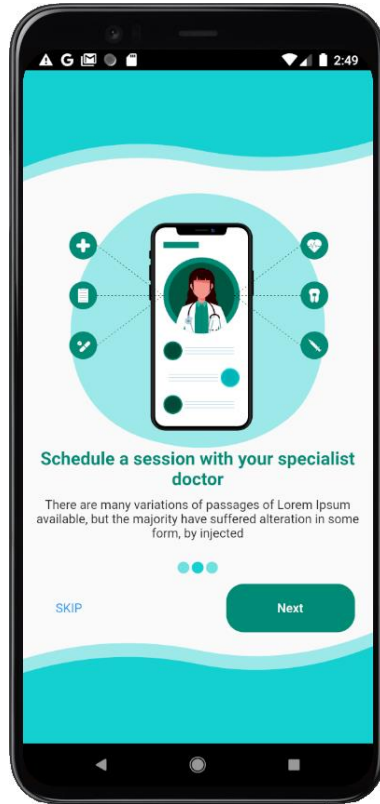 G
2:49
Schedule a session with your specialist
doctor
There are many variations of passages of Lorem Ipsum
available, but the majority have suffered alteration in some
form, by injected
SKIP
Next